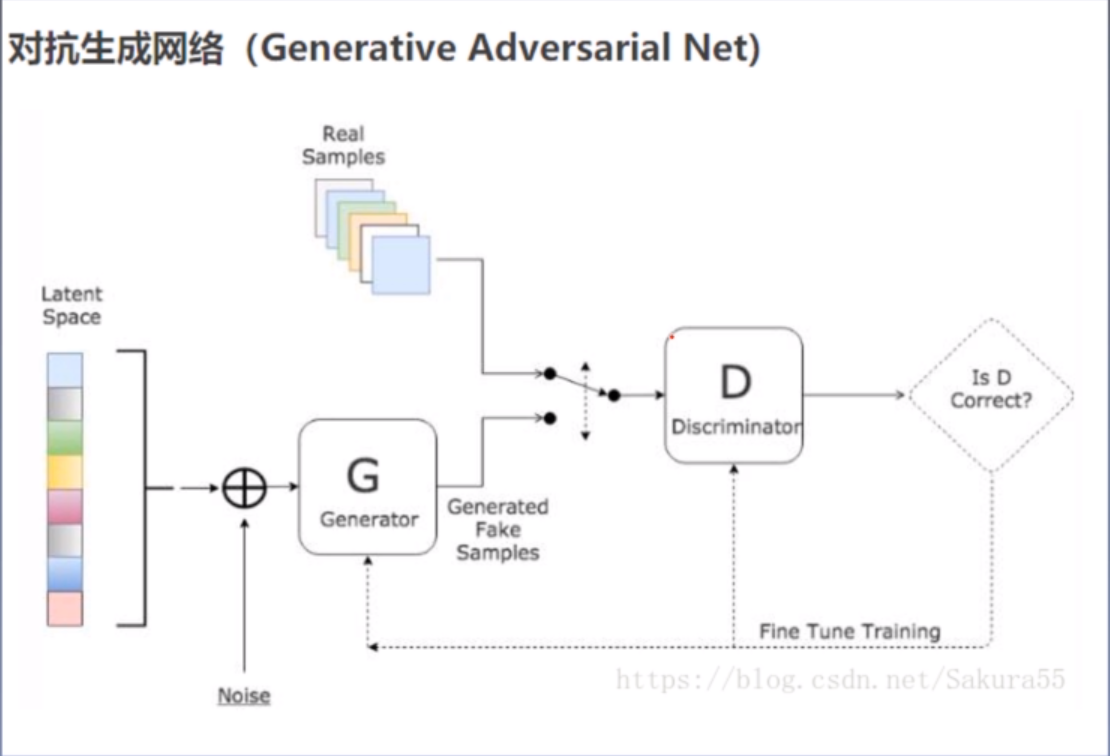 对抗生成网络（Generative Adversarial Net)
Real
Samples
Latent
Space
D
Discriminator
Is D
Correct?
G
Generator
Generated
Fake
Samples
Fine Tune Training
Noise
https://blog.csdn.net/Sakura55